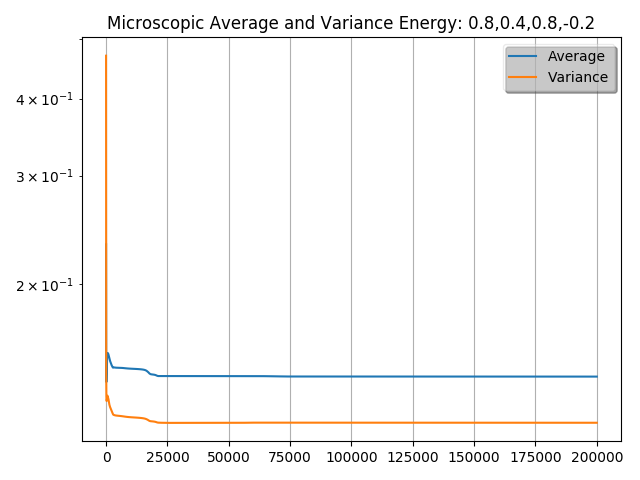 Microscopic Average and Variance Energy: 0.8,0.4,0.8,-0.2
Average
Variance
4 × 10⁻¹
3 × 10⁻¹
2 × 10⁻¹
0 25000 50000 75000 100000 125000 150000 175000 200000